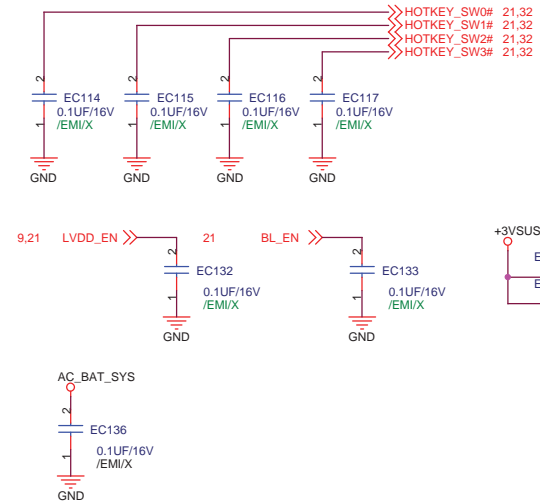 HOTKEY_SW0# 21,32
HOTKEY_SW1# 21,32
HOTKEY_SW2# 21,32
HOTKEY_SW3# 21,32
2 2 2 2
EC114 EC115 EC116 EC117
0.1UF/16V 0.1UF/16V 0.1UF/16V 0.1UF/16V
1 1 1 1
/EMI/X /EMI/X /EMI/X /EMI/X
GND GND GND GND
9,21 LVDD_EN 21 BL_EN +3VSUS
2 2
EC132 EC133
E
E
1 1
0.1UF/16V 0.1UF/16V
/EMI/X /EMI/X
GND GND
AC_BAT_SYS
2
EC136
1
0.1UF/16V
/EMI/X
GND